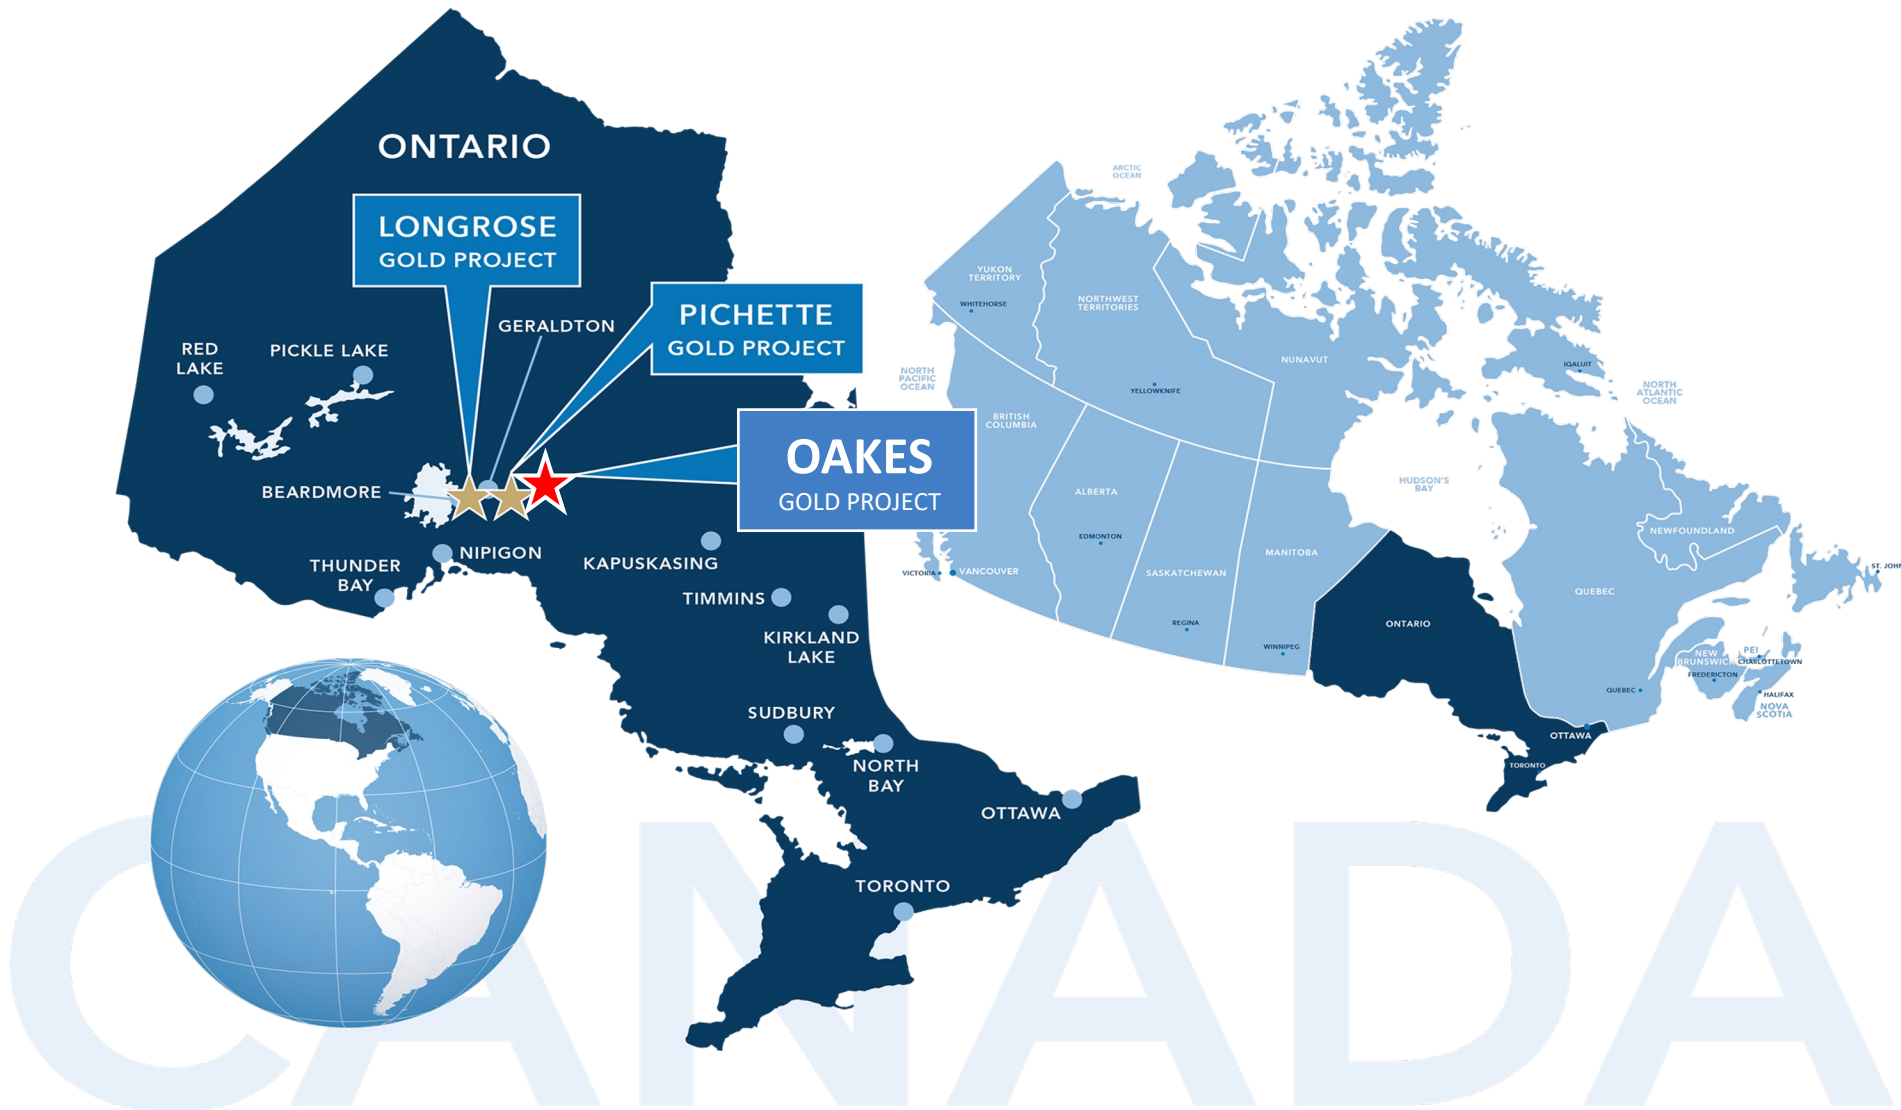 ONTARIO
LONGROSE
GOLD PROJECT
GERALDTON
PICHETTE
GOLD PROJECT
RED
LAKE
PICKLE LAKE
OAKES
GOLD PROJECT
BEARDMORE
NIPIGON
THUNDER
BAY
KAPUSKASING
TIMMINS
KIRKLAND
LAKE
SUDBURY
NORTH
BAY
OTTAWA
TORONTO
ARCTIC
OCEAN
YUKON
TERRITORY
WHITEHORSE
NORTHWEST
TERRITORIES
NUNAVUT
IQALUIT
NORTH
PACIFIC
OCEAN
YELLOWKNIFE
NORTH
ATLANTIC
OCEAN
BRITISH
COLUMBIA
HUDSON'S
BAY
ALBERTA
EDMONTON
NEWFOUNDLAND
MANITOBA
VICTORIA
VANCOUVER
SASKATCHEWAN
ST. JOHN
QUEBEC
REGINA
ONTARIO
WINNIPEG
NEW
BRUNSWICK
PEI
CHARLOTTETOWN
FREDERICTON
QUEBEC
HALIFAX
NOVA
SCOTIA
OTTAWA
TORONTO
CANADA